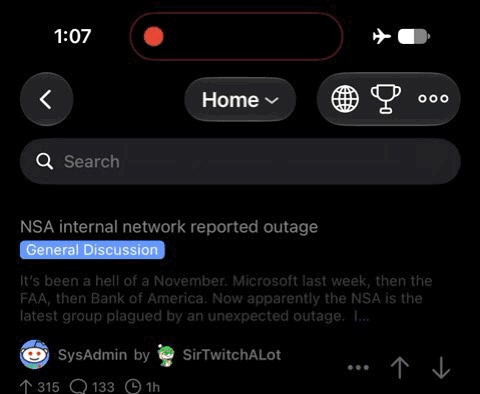 1:07
Home
Search
NSA internal network reported outage
General Discussion
It's been a hell of a November. Microsoft last week, then the
FAA, then Bank of America. Now apparently the NSA is the
latest group plagued by an unexpected outage. I...
SysAdmin by SirTwitchALot
315 133 1h